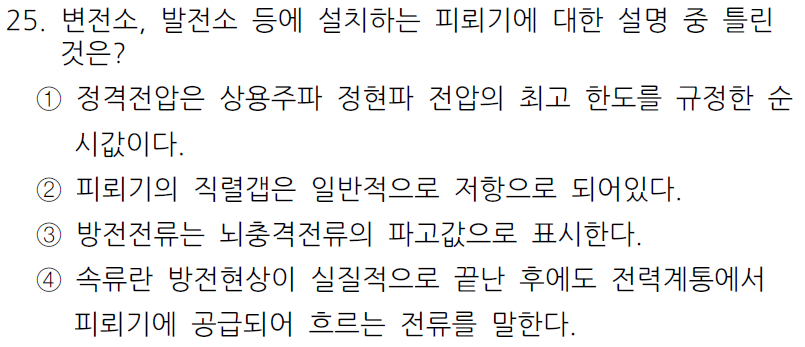 25. 변전소, 발전소 등에 설치하는 피뢰기에 대한 설명 중 틀린
것은?
① 정격전압은 상용주파 정현파 전압의 최고 한도를 규정한 순
시값이다.
② 피뢰기의 직렬갭은 일반적으로 저항으로 되어있다.
③ 방전전류는 뇌충격전류의 파고값으로 표시한다.
④ 속류란 방전현상이 실질적으로 끝난 후에도 전력계통에서
피뢰기에 공급되어 흐르는 전류를 말한다.